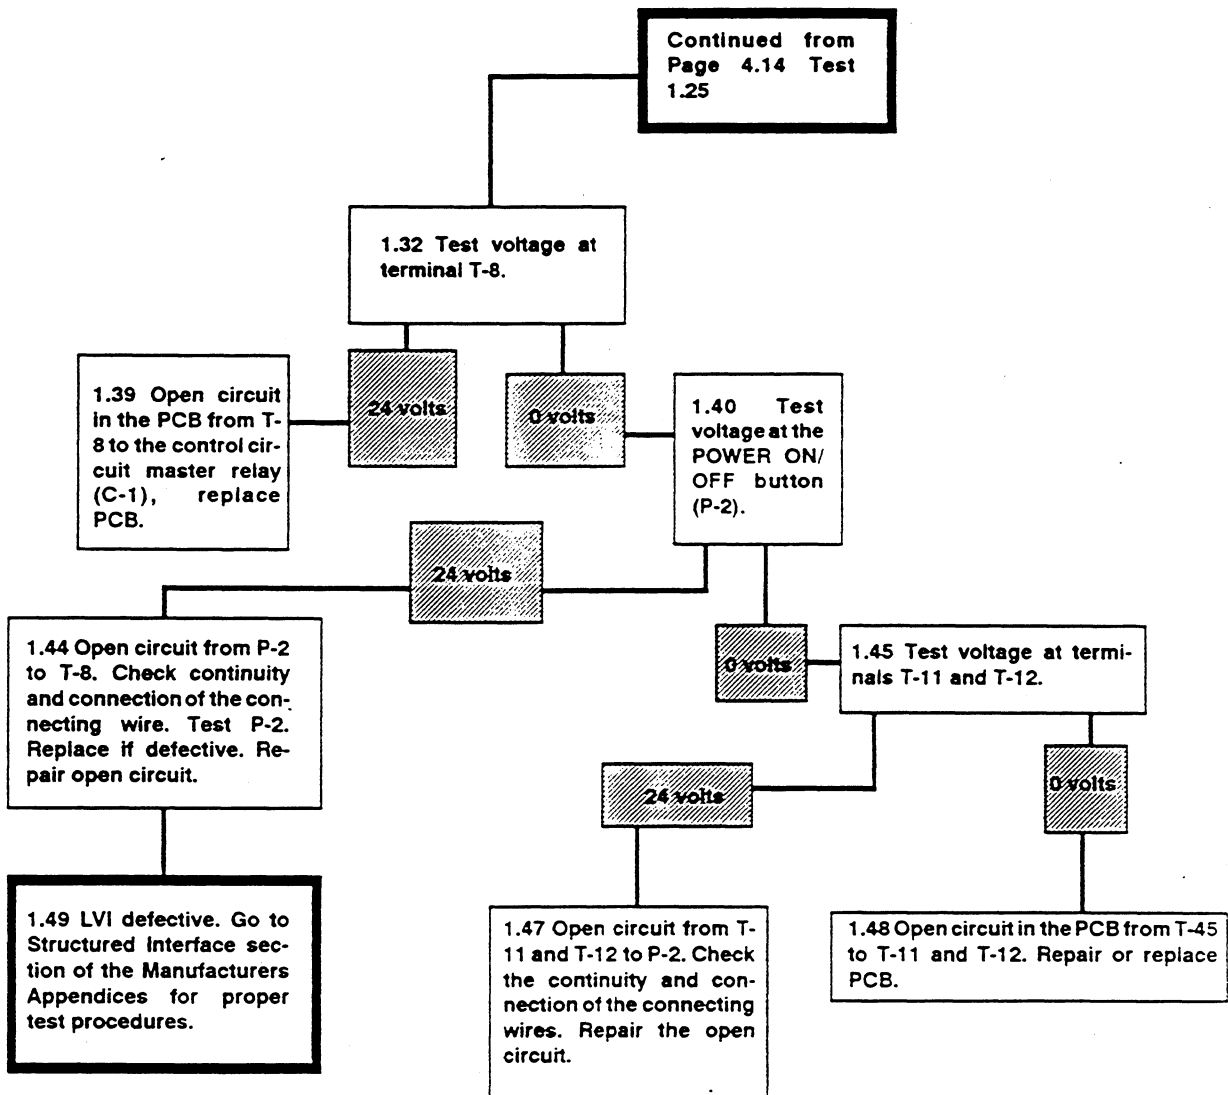 Continued from
Page 4.14 Test
1.25
1.32 Test voltage at
terminal T-8.
24 volts
0 volts
1.39 Open circuit
in the PCB from T-
8 to the control cir-
cuit master relay
(C-1), replace
PCB.
1.40 Test
voltage at the
POWER ON/
OFF button
(P-2).
24 volts
0 volts
1.44 Open circuit from P-2
to T-8. Check continuity
and connection of the con-
necting wire. Test P-2.
Replace if defective. Re-
pair open circuit.
1.45 Test voltage at termi-
nals T-11 and T-12.
24 volts
0 volts
1.49 LVI defective. Go to
Structured Interface sec-
tion of the Manufacturers
Appendices for proper
test procedures.
1.47 Open circuit from T-
11 and T-12 to P-2. Check
the continuity and con-
nection of the connecting
wires. Repair the open
circuit.
1.48 Open circuit in the PCB from T-45
to T-11 and T-12. Repair or replace
PCB.